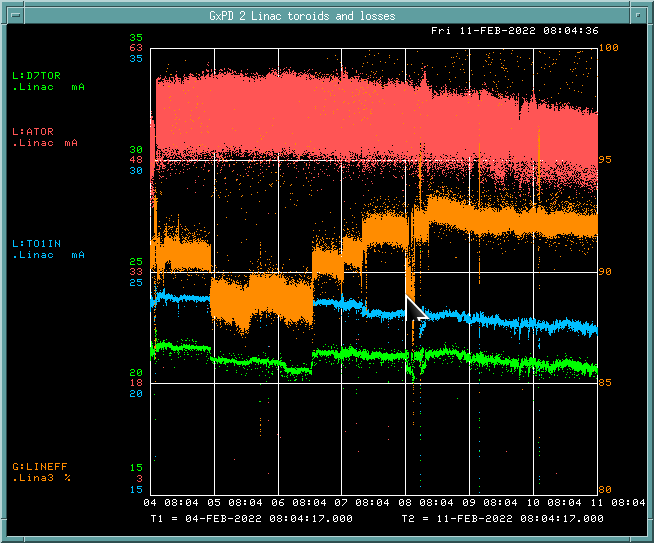 GxPD 2 Linac toroids and losses
Fri 11-FEB-2022 08:04:36
35
63
35
100
L:D7TOR
.Linac mA
L:ATOR
.Linac mA
30
48
30
95
L:TO1IN
.Linac mA
25
33
25
90
20
18
20
85
G:LINEFF
.Lina3 %
15
3
15
80
04 08:04 05 08:04 06 08:04 07 08:04 08 08:04 09 08:04 10 08:04 11 08:04
T1 = 04-FEB-2022 08:04:17.000 T2 = 11-FEB-2022 08:04:17.000